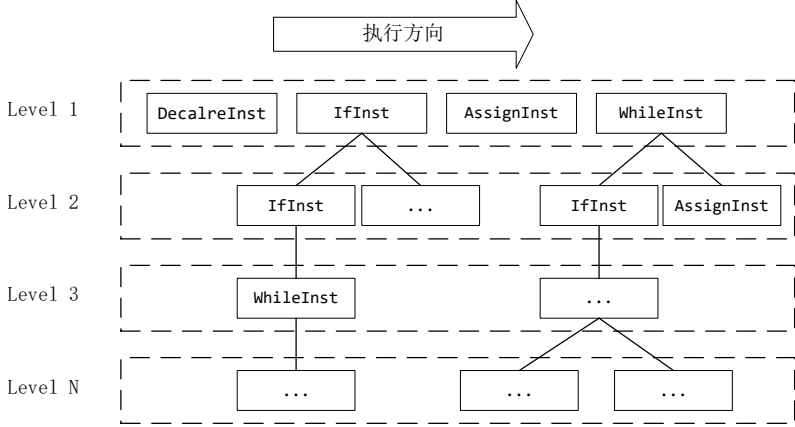 执行方向
Level 1
DecalreInst
IfInst
AssignInst
WhileInst
Level 2
IfInst
...
IfInst
AssignInst
Level 3
WhileInst
...
Level N
...
...
...